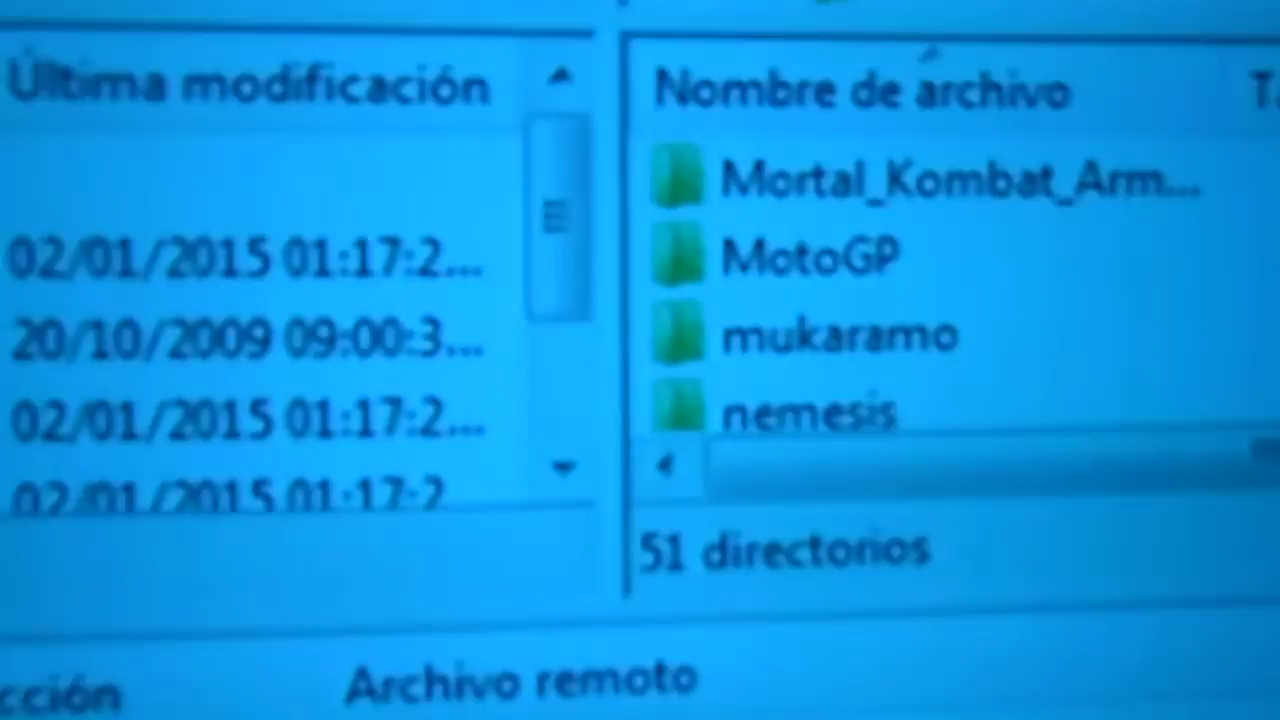 Última modificación
02/01/2015 01:17:2...
20/10/2009 09:00:3...
02/01/2015 01:17:2...
02/01/2015 01:17:2
Nombre de archivo
Mortal_Kombat_Arm...
MotoGP
mukaramo
nemesis
51 directorios
cción
Archivo remoto